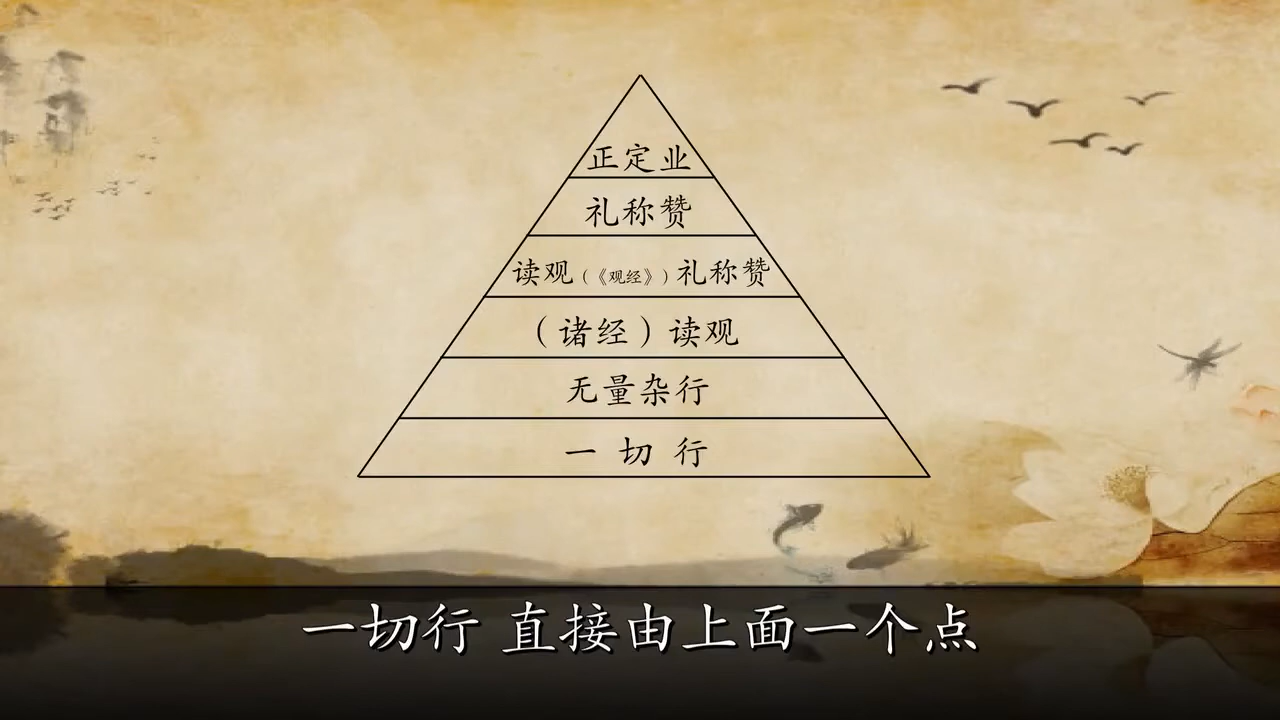 正定业
礼称赞
读观（《观经》）礼称赞
（诸经）读观
无量杂行
一切行
一切行 直接由上面一个点